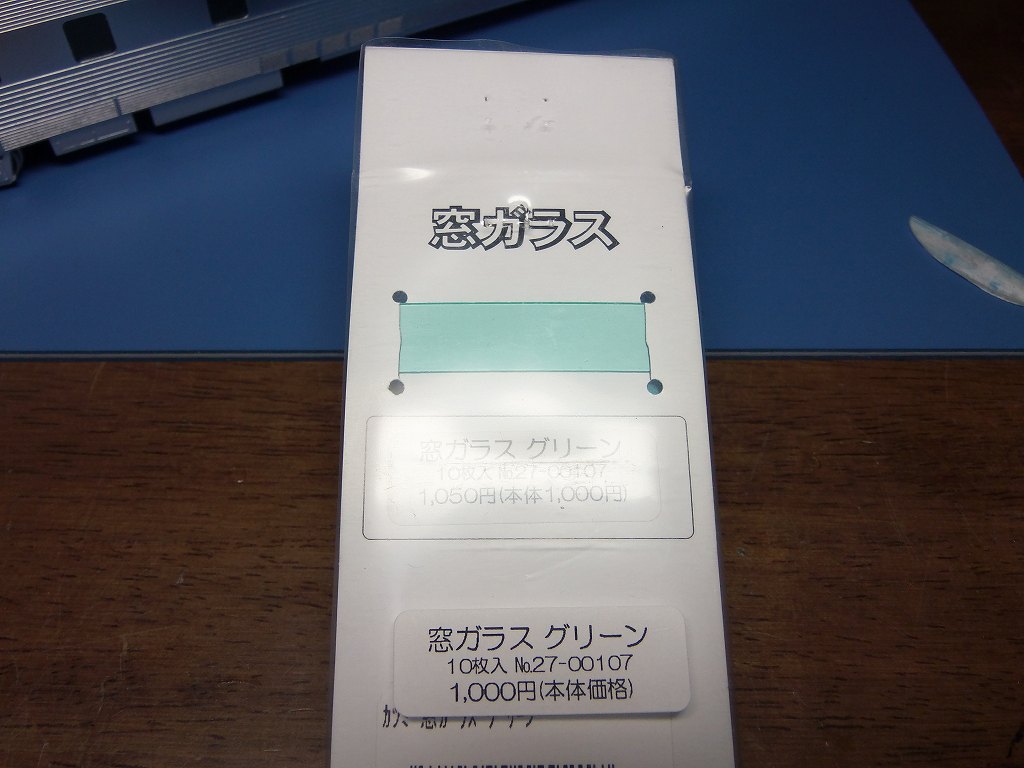 窓ガラス
窓ガラス グリーン
10枚入 №27-00107
1,050円(本体1,000円)
窓ガラス グリーン
10枚入 №27-00107
1,000円(本体価格)